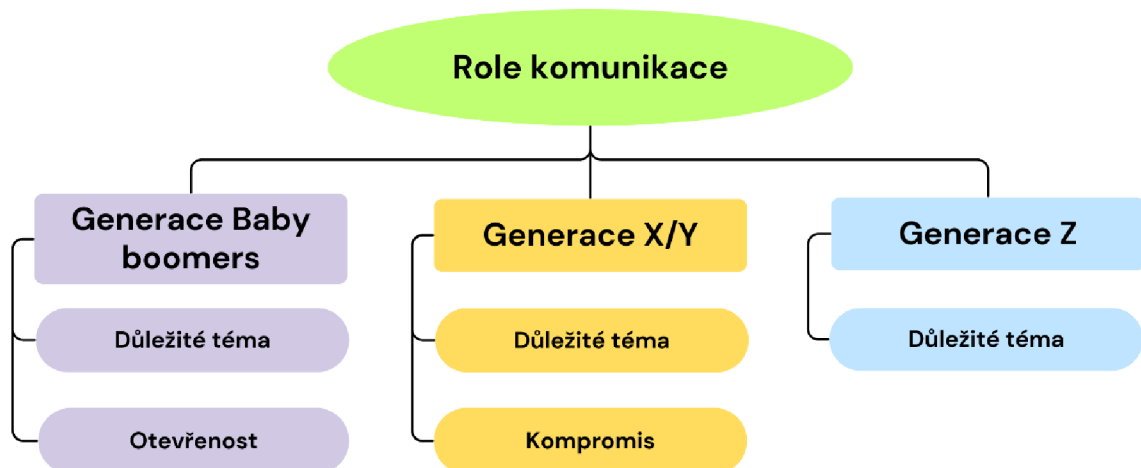 Role komunikace
Generace Baby
boomers
Důležité téma
Otevřenost
Generace X/Y
Důležité téma
Kompromis
Generace Z
Důležité téma